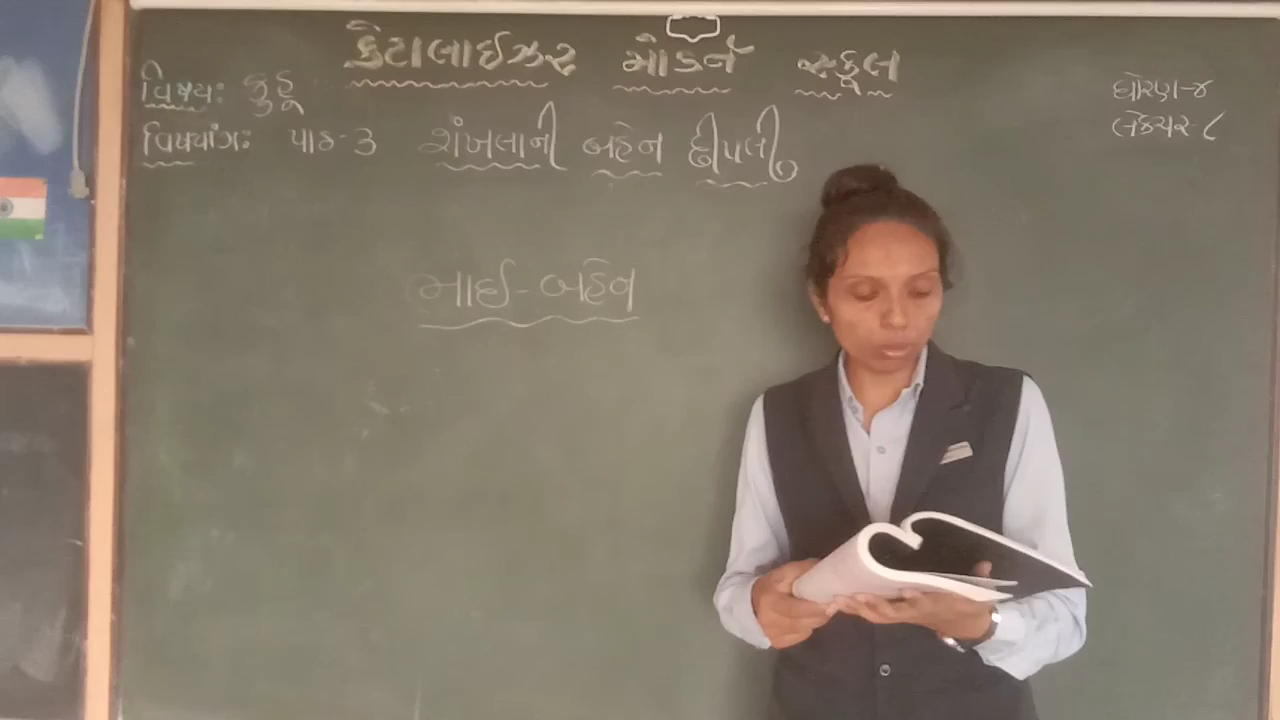 કેટાલાઈઝર મોડર્ન સ્કૂલ
વિષય: કુહૂ
ધોરણ-૪
લેક્ચર-૮
વિષયાંગ: પાઠ-૩ શંખલાની બહેન છીપલી
ભાઈ-બહેન